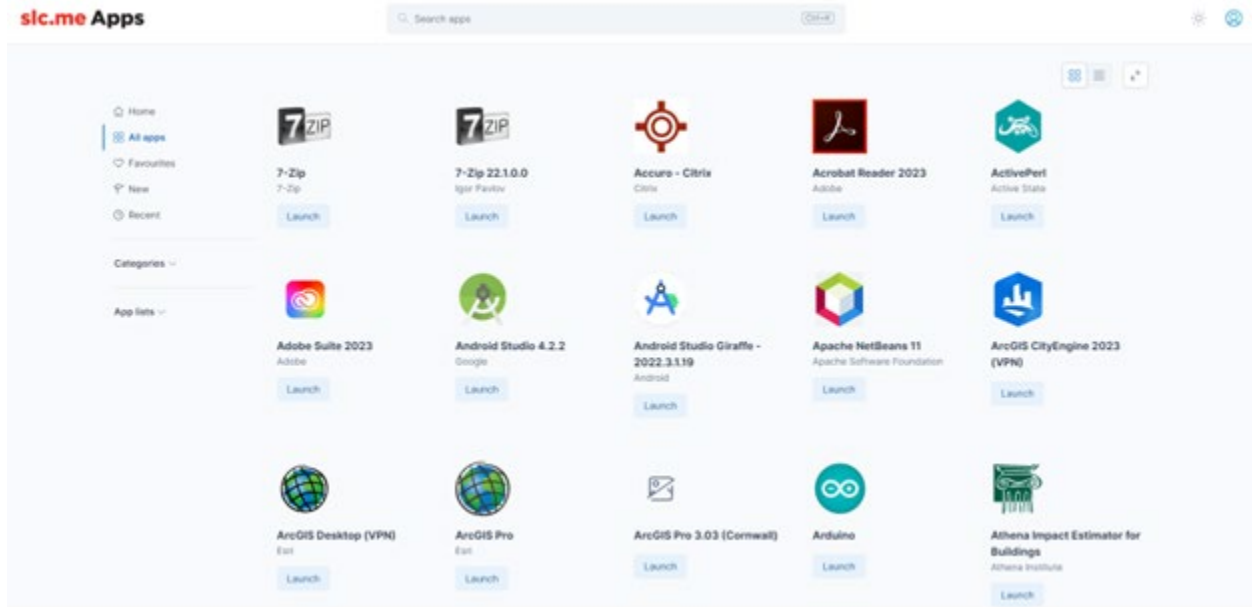 slc.me Apps
Search apps
Ctrl+K
Home
All apps
Favourites
New
Recent
Categories
App lists
7 ZIP
7-Zip
7-Zip
Launch
7 ZIP
7-Zip 22.1.0.0
Igor Pavlov
Launch
Accuro - Citrix
Citrix
Launch
Acrobat Reader 2023
Adobe
Launch
ActivePerl
Active State
Launch
Adobe Suite 2023
Adobe
Launch
Android Studio 4.2.2
Google
Launch
Android Studio Giraffe -
2022.3.1.19
Android
Launch
Apache NetBeans 11
Apache Software Foundation
Launch
ArcGIS CityEngine 2023
(VPN)
Launch
ArcGIS Desktop (VPN)
Esri
Launch
ArcGIS Pro
Esri
Launch
ArcGIS Pro 3.03 (Cornwall)
Launch
Arduino
Launch
Athena Impact Estimator for
Buildings
Athena Institute
Launch